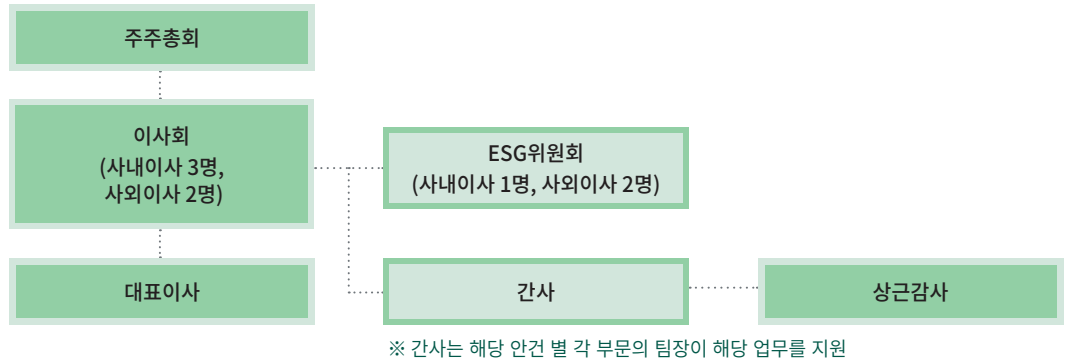 주주총회
이사회
(사내이사 3명,
사외이사 2명)
ESG위원회
(사내이사 1명, 사외이사 2명)
대표이사
간사
상근감사
※ 간사는 해당 안건 별 각 부문의 팀장이 해당 업무를 지원